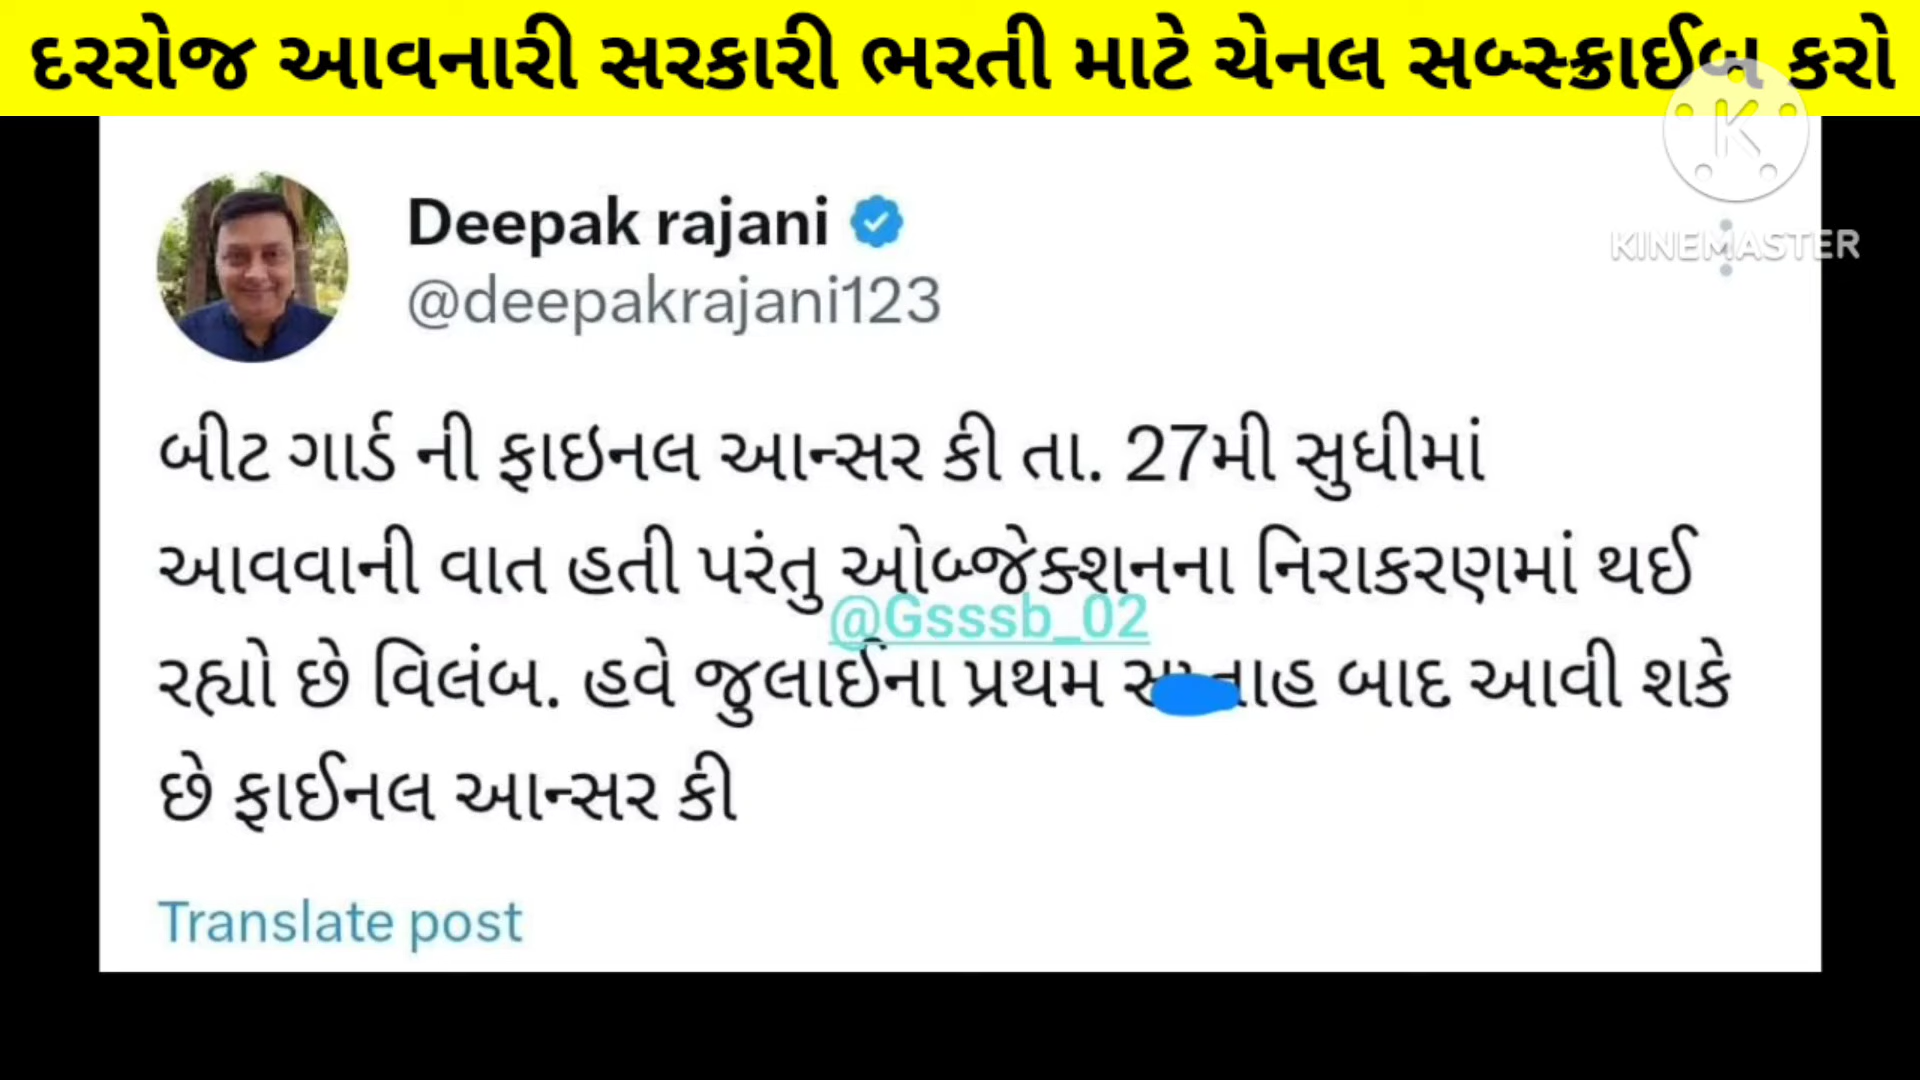 દરરોજ આવનારી સરકારી ભરતી માટે ચેનલ સબ્સ્ક્રાઈબ કરો
K
KINEMASTER
Deepak rajani
@deepakrajani123
બીટ ગાર્ડ ની ફાઇનલ આન્સર કી તા. 27મી સુધીમાં
આવવાની વાત હતી પરંતુ ઓબ્જેક્શનના નિરાકરણમાં થઈ
@Gsssb_02
રહ્યો છે વિલંબ. હવે જુલાઈના પ્રથમ સપ્તાહ બાદ આવી શકે
છે ફાઈનલ આન્સર કી
Translate post